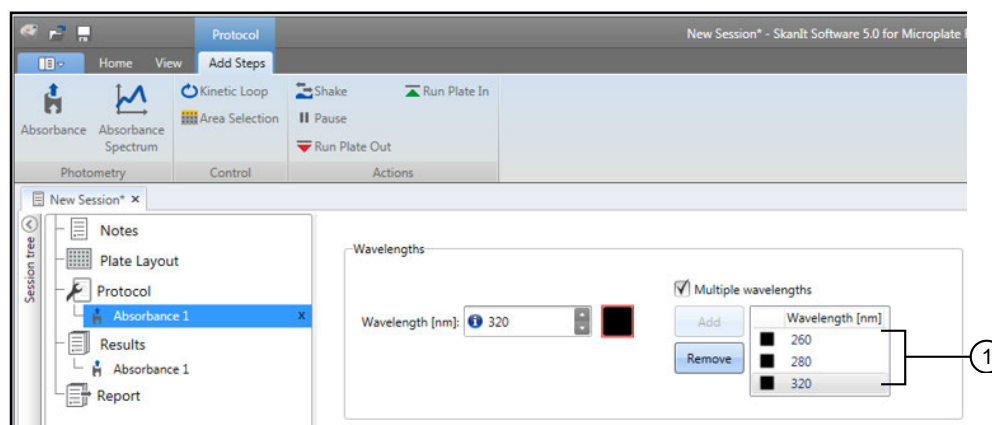 Protocol
New Session* - SkanIt Software 5.0 for Microplate
Home View Add Steps
Absorbance
Absorbance Spectrum
Kinetic Loop
Area Selection
Shake
Pause
Run Plate Out
Run Plate In
Photometry
Control
Actions
New Session* ×
Session tree
Notes
Plate Layout
Protocol
Absorbance 1 x
Results
Absorbance 1
Report
Wavelengths
Wavelength [nm]: 320
Multiple wavelengths
Add
Remove
Wavelength [nm]
260
280
320
1